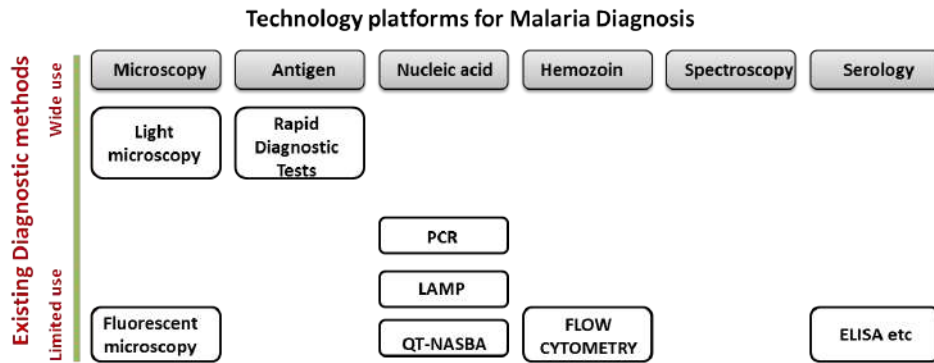 Technology platforms for Malaria Diagnosis
Existing Diagnostic methods
Wide use
Limited use
Microscopy
Antigen
Nucleic acid
Hemozoin
Spectroscopy
Serology
Light
microscopy
Rapid
Diagnostic
Tests
PCR
LAMP
Fluorescent
microscopy
QT-NASBA
FLOW
CYTOMETRY
ELISA etc